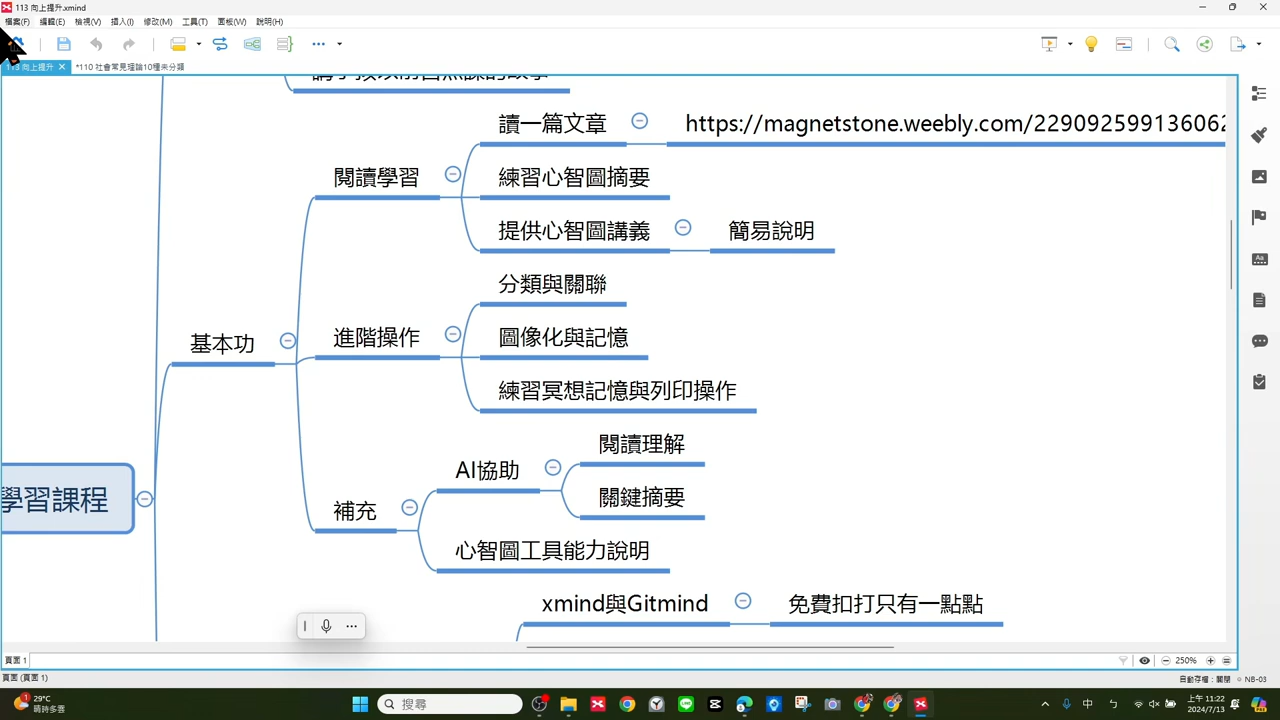 113 向上提升.xmind
檔案(F) 編輯(E) 檢視(V) 插入(I) 修改(M) 工具(T) 面板(W) 說明(H)
113 向上提升 *110 社會常見理論10種未分類
讀一篇文章
https://magnetstone.weebly.com/229092599136062
閱讀學習
練習心智圖摘要
提供心智圖講義 簡易說明
分類與關聯
基本功
進階操作
圖像化與記憶
練習冥想記憶與列印操作
閱讀理解
AI協助
關鍵摘要
學習課程
補充
心智圖工具能力說明
xmind與Gitmind 免費扣打只有一點點
頁面 1
250%
頁面 (頁面 1)
自動存檔：關閉 NB-03
29°C
晴時多雲
搜尋
中
上午 11:22
2024/7/13